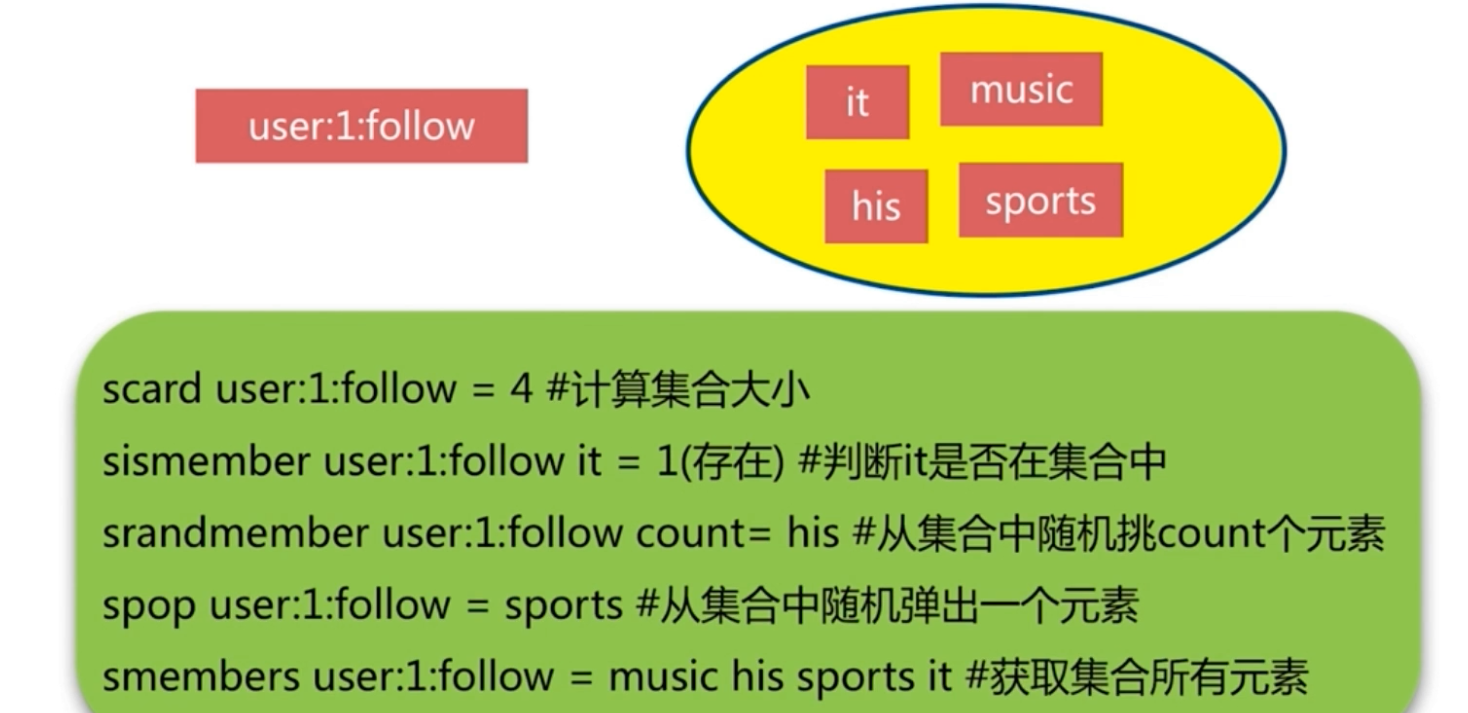 user:1:follow
it
music
his
sports
scard user:1:follow = 4 #计算集合大小
sismember user:1:follow it = 1(存在) #判断it是否在集合中
srandmember user:1:follow count= his #从集合中随机挑count个元素
spop user:1:follow = sports #从集合中随机弹出一个元素
smembers user:1:follow = music his sports it #获取集合所有元素